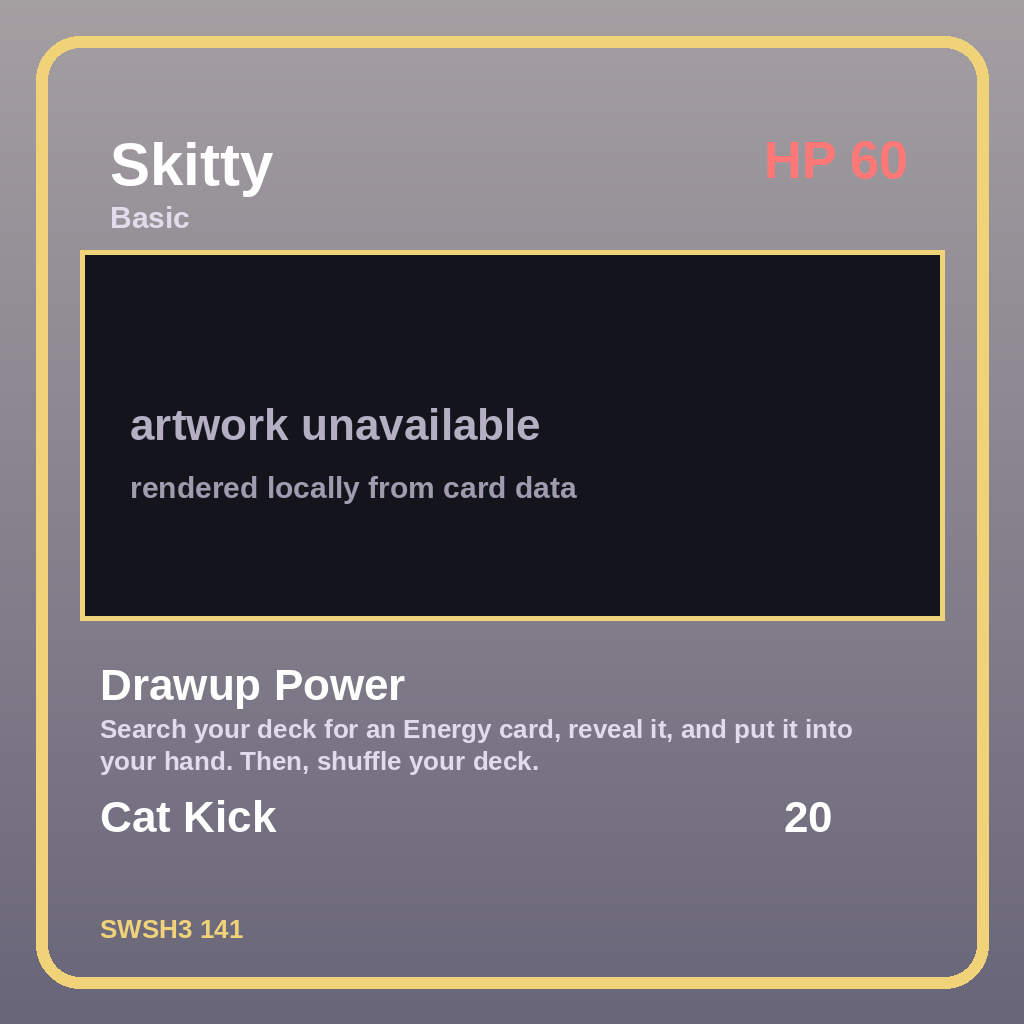 Skitty
HP 60
Basic
artwork unavailable
rendered locally from card data
Drawup Power
Search your deck for an Energy card, reveal it, and put it into
your hand. Then, shuffle your deck.
Cat Kick 20
SWSH3 141